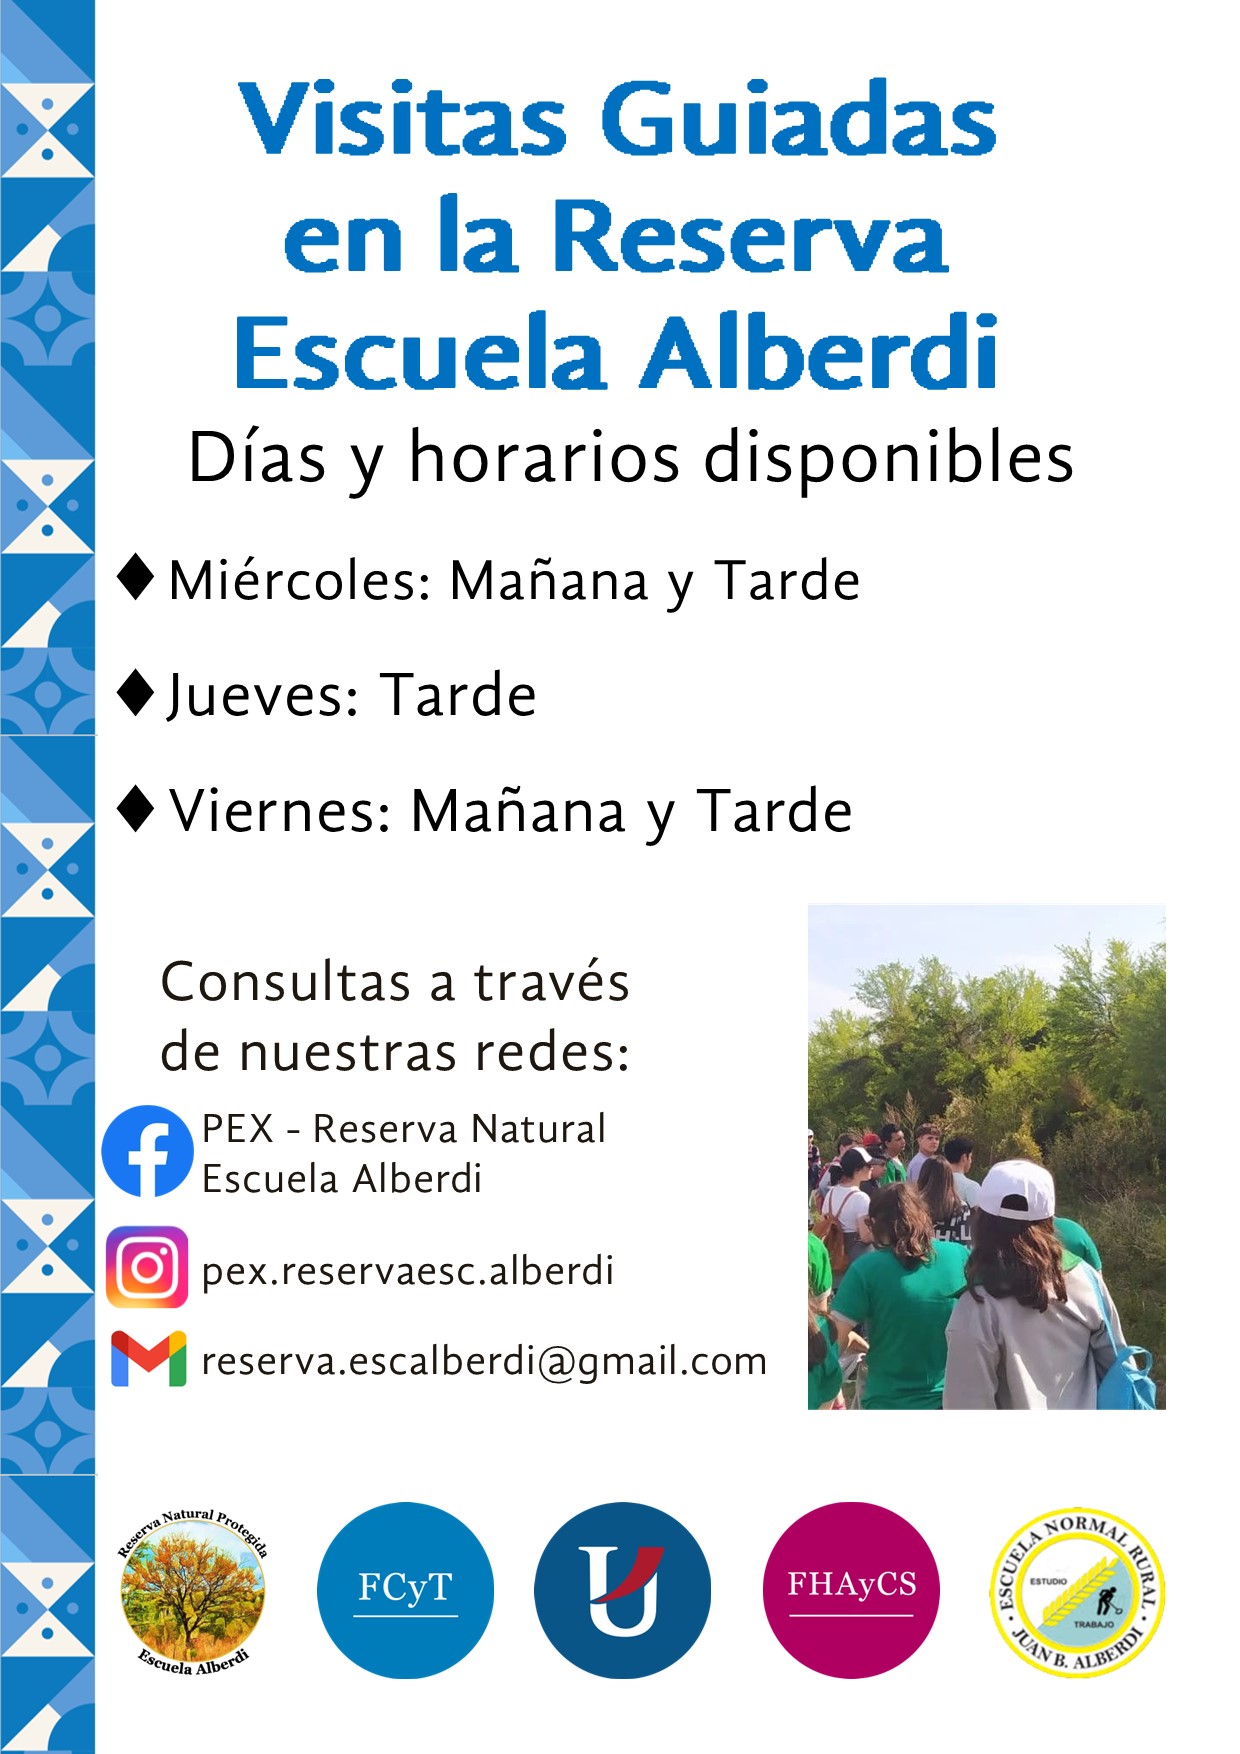 Visitas Guiadas
en la Reserva
Escuela Alberdi
Días y horarios disponibles
♦ Miércoles: Mañana y Tarde
♦ Jueves: Tarde
♦ Viernes: Mañana y Tarde
Consultas a través
de nuestras redes:
PEX - Reserva Natural
Escuela Alberdi
pex.reservaesc.alberdi
reserva.escalberdi@gmail.com
Reserva Natural Protegida
Escuela Alberdi
FCyT
U
FHAyCS
ESCUELA NORMAL RURAL
ESTUDIO
TRABAJO
JUAN B. ALBERDI